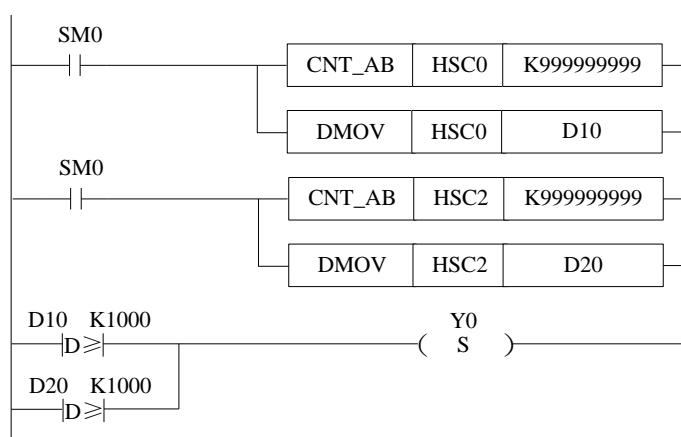 SM0
CNT_AB HSC0 K999999999
DMOV HSC0 D10
SM0
CNT_AB HSC2 K999999999
DMOV HSC2 D20
D10 K1000 Y0
D≥ S
D20 K1000
D≥